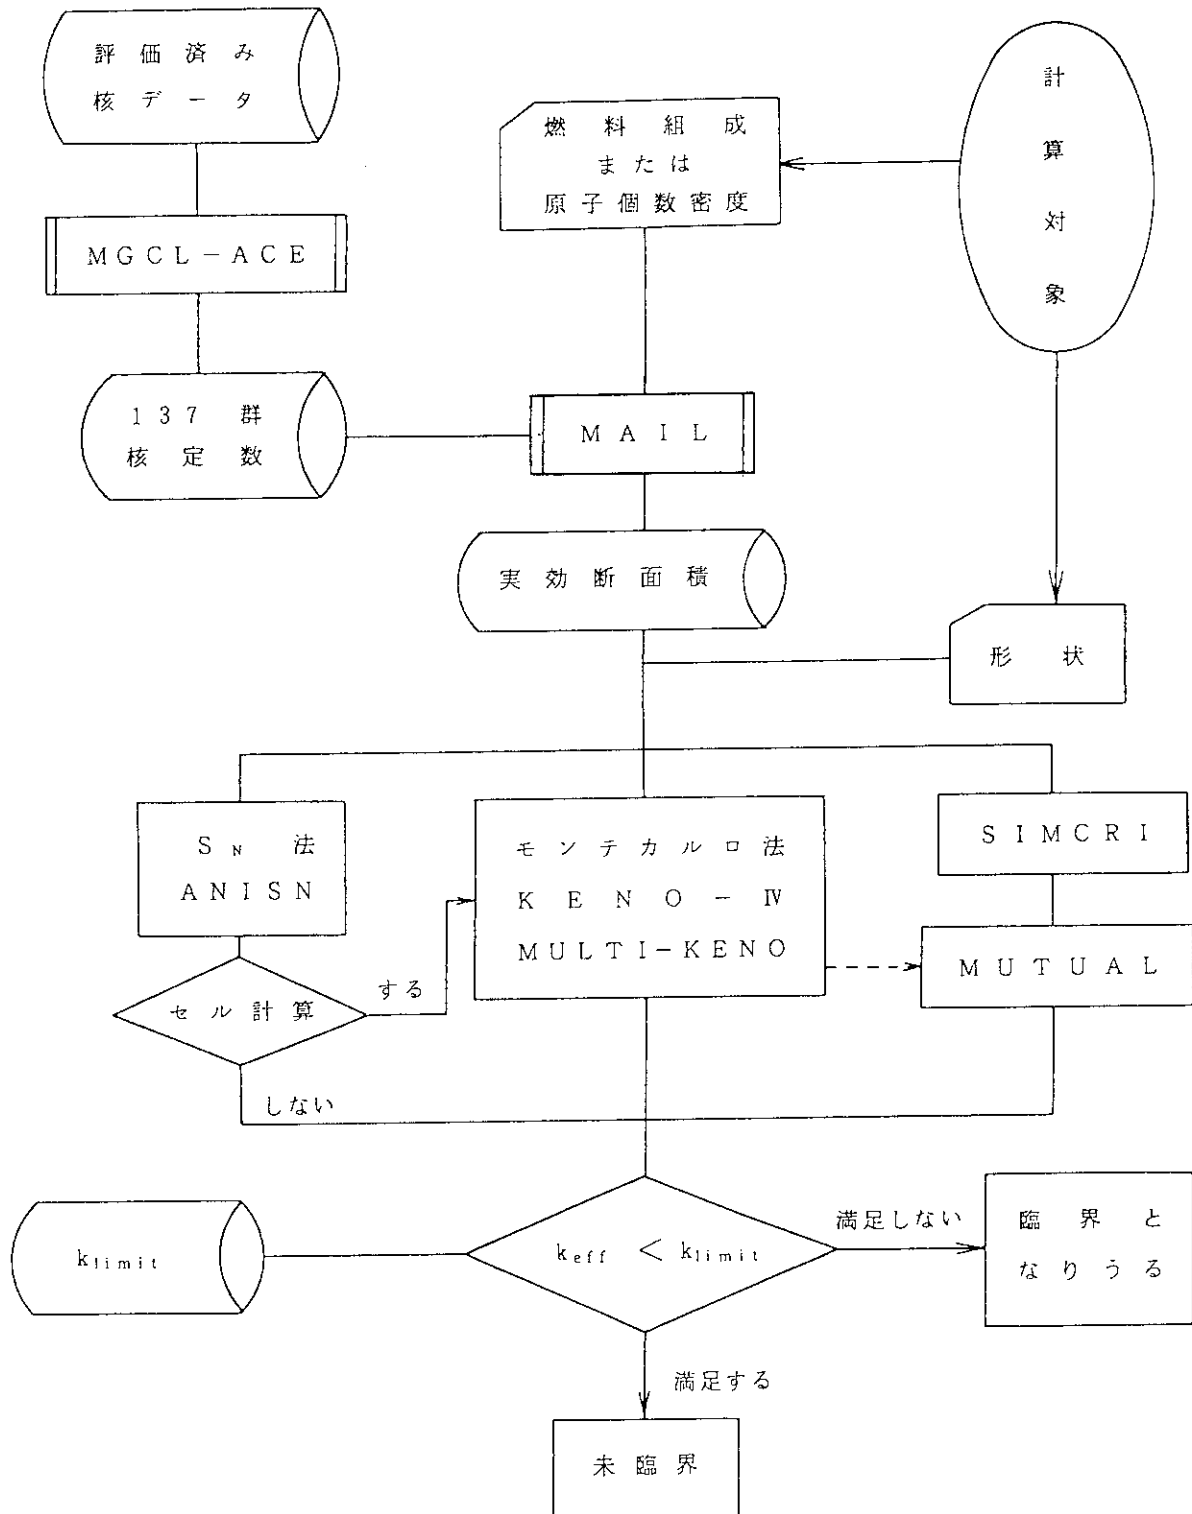 評価済み
核データ
計算対象
燃料組成
または
原子個数密度
MGCL-ACE
137群
核定数
MAIL
実効断面積
形状
SN法
ANISN
モンテカルロ法
KENO-Ⅳ
MULTI-KENO
SIMCRI
MUTUAL
セル計算
する
しない
klimit
keff < klimit
満足しない
臨界と
なりうる
満足する
未臨界